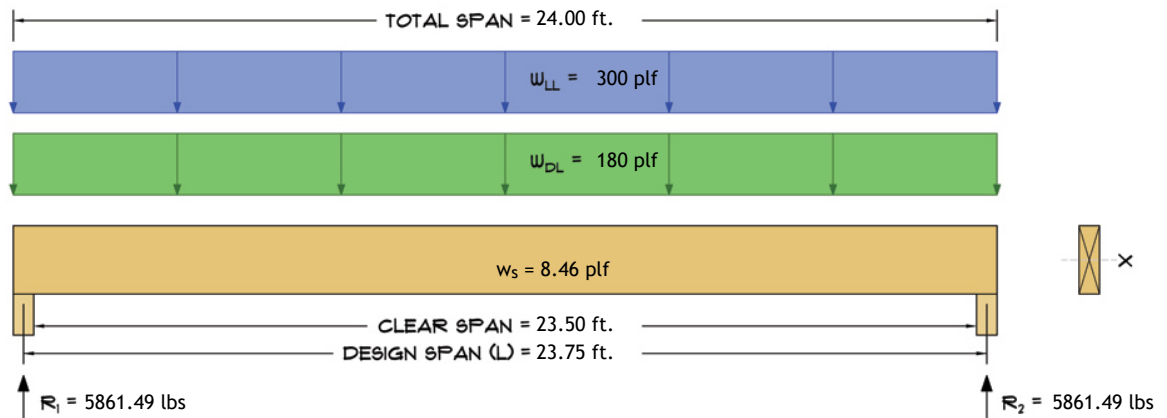 TOTAL SPAN = 24.00 ft.
wLL = 300 plf
wDL = 180 plf
ws = 8.46 plf
X
CLEAR SPAN = 23.50 ft.
DESIGN SPAN (L) = 23.75 ft.
R1 = 5861.49 lbs
R2 = 5861.49 lbs